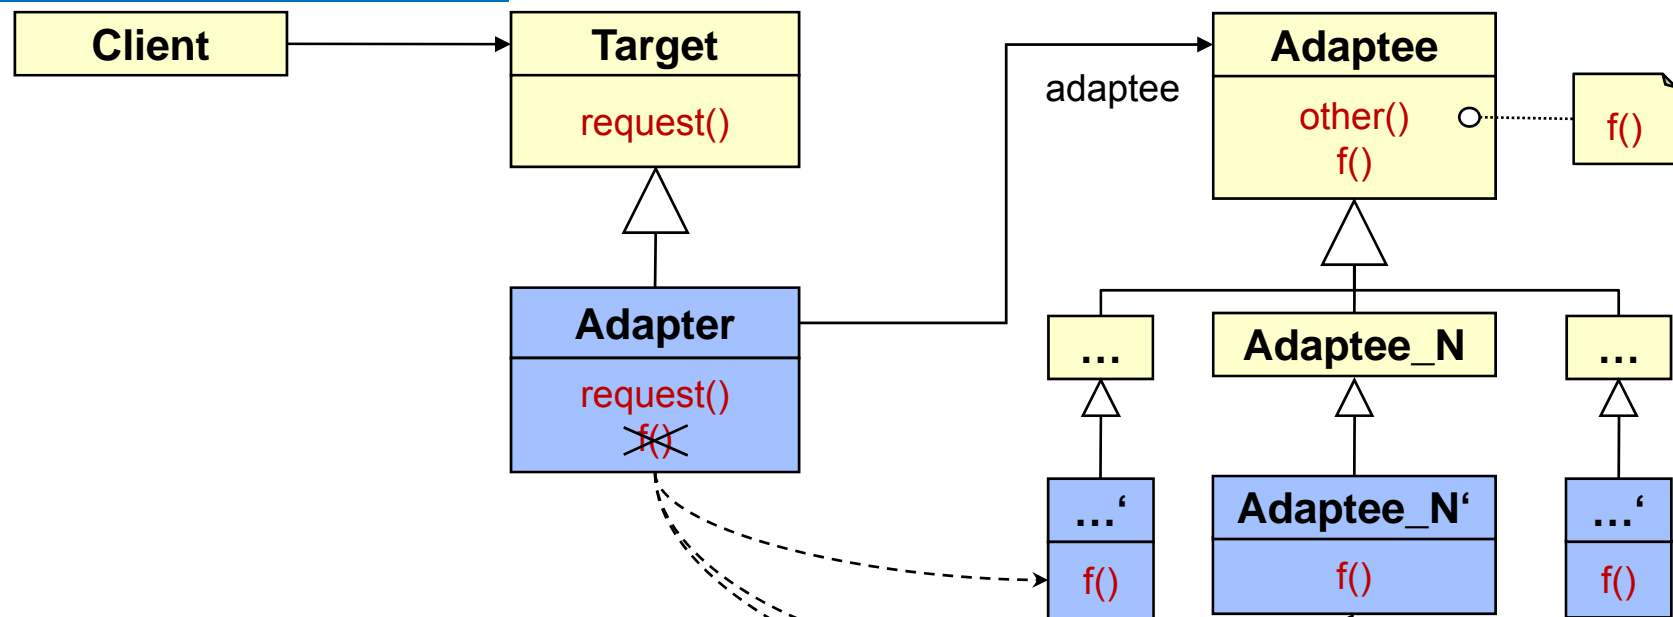 Client
Target
request()
adaptee
Adaptee
other()
f()
f()
Adapter
request()
f()
...
Adaptee_N
...
...‘
f()
Adaptee_N‘
f()
...‘
f()